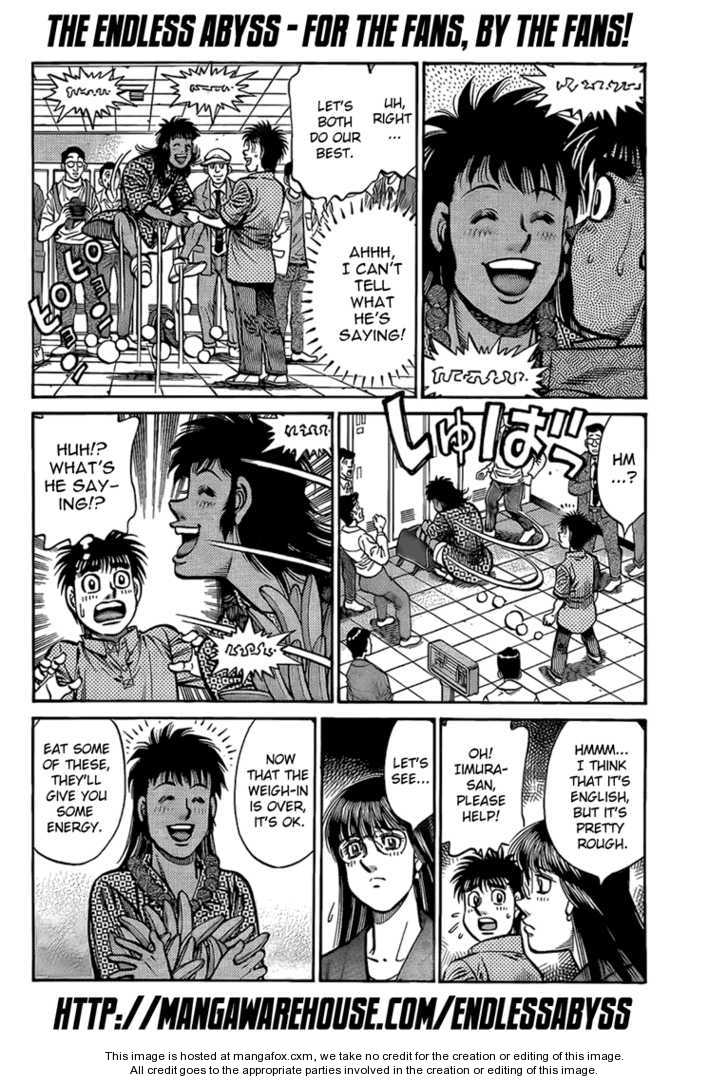 THE ENDLESS ABYSS - FOR THE FANS, BY THE FANS!
UH,
RIGHT
...
LET'S
BOTH
DO OUR
BEST.
AHHH,
I CAN'T
TELL
WHAT
HE'S
SAYING!
HM
...?
しゅばっ
HUH!?
WHAT'S
HE SAY-
ING!?
HMMM...
I THINK
THAT IT'S
ENGLISH,
BUT IT'S
PRETTY
ROUGH.
OH!
IIMURA-
SAN,
PLEASE
HELP!
LET'S
SEE...
NOW
THAT THE
WEIGH-IN
IS OVER,
IT'S OK.
EAT SOME
OF THESE,
THEY'LL
GIVE YOU
SOME
ENERGY.
HTTP://MANGAWAREHOUSE.COM/ENDLESSABYSS
This image is hosted at mangafox.cxm, we take no credit for the creation or editing of this image.
All credit goes to the appropriate parties involved in the creation or editing of this image.